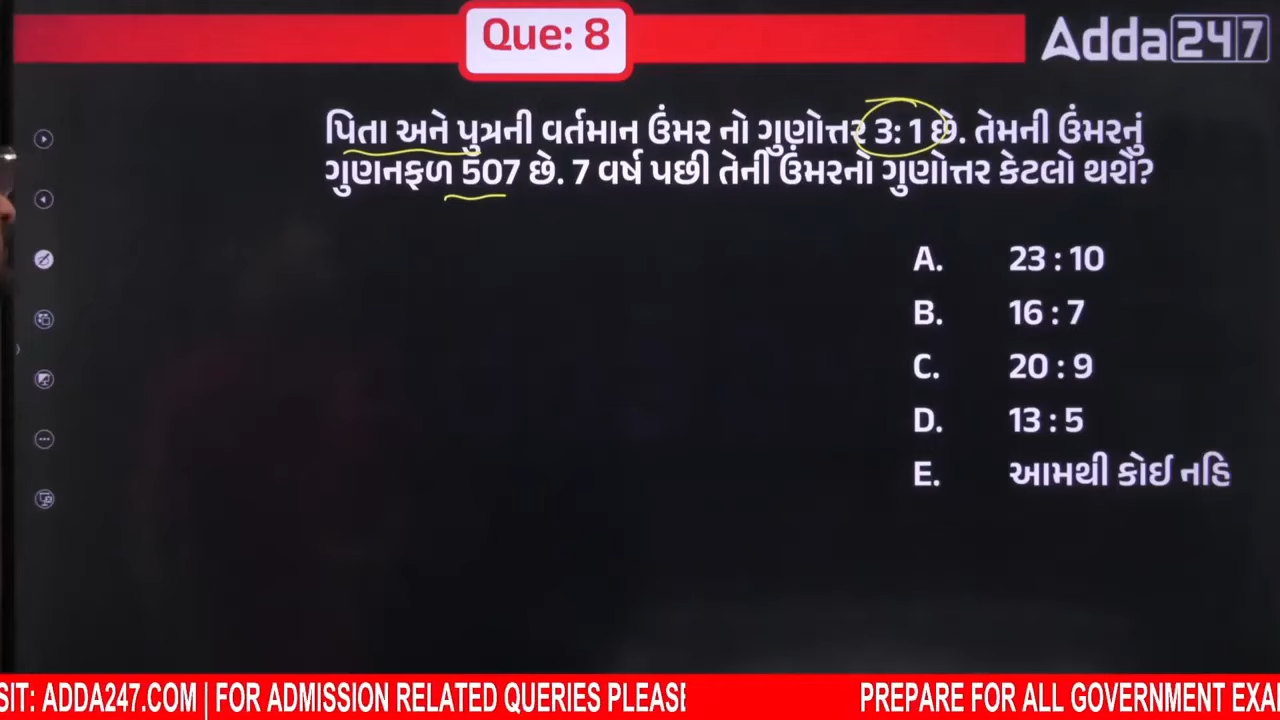 Que: 8
Adda247
પિતા અને પુત્રની વર્તમાન ઉંમર નો ગુણોત્તર 3: 1 છે. તેમની ઉંમરનું
ગુણનફળ 507 છે. 7 વર્ષ પછી તેની ઉંમરનો ગુણોત્તર કેટલો થશે?
A. 23 : 10
B. 16 : 7
C. 20 : 9
D. 13 : 5
E. આમથી કોઈ નહિ
SIT: ADDA247.COM | FOR ADMISSION RELATED QUERIES PLEASE PREPARE FOR ALL GOVERNMENT EXA